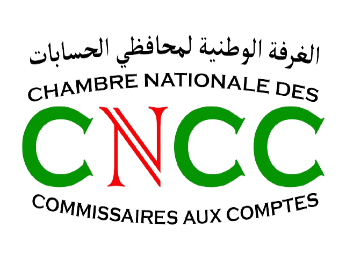 الغرفة الوطنية لمحافظي الحسابات
CHAMBRE NATIONALE DES
CNCC
COMMISSAIRES AUX COMPTES